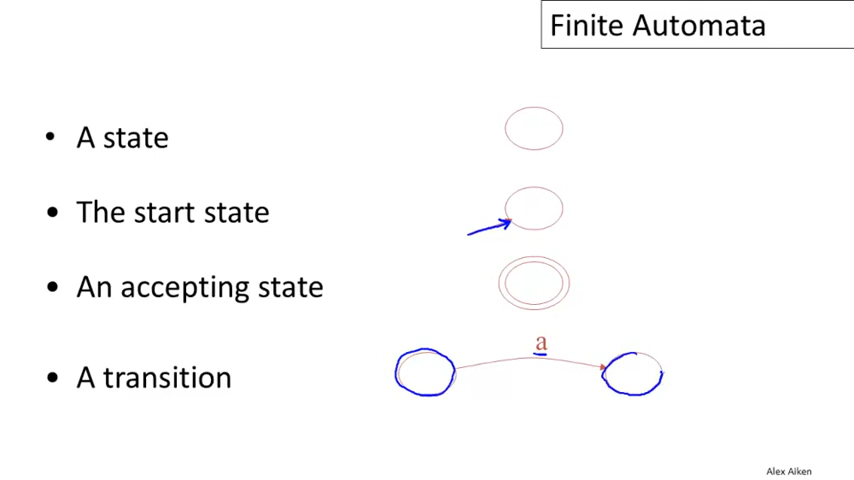 Finite Automata
• A state
• The start state
• An accepting state
a
• A transition
Alex Aiken